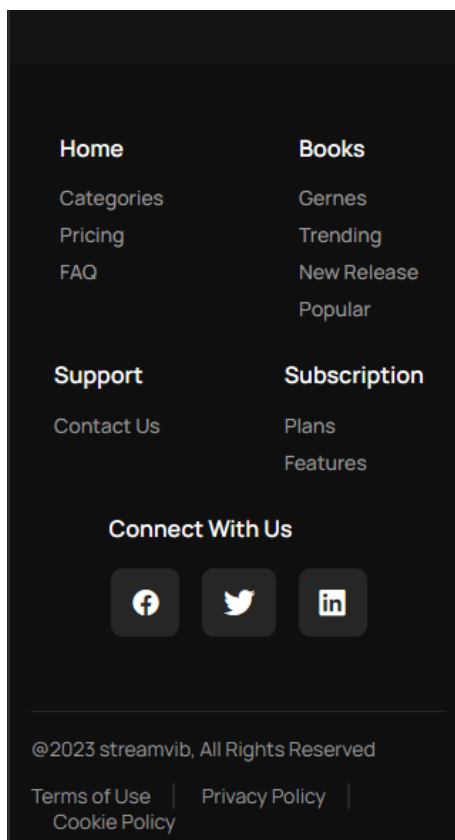 Home
Categories
Pricing
FAQ
Books
Gernes
Trending
New Release
Popular
Support
Contact Us
Subscription
Plans
Features
Connect With Us
@2023 streamvib, All Rights Reserved
Terms of Use | Privacy Policy |
Cookie Policy